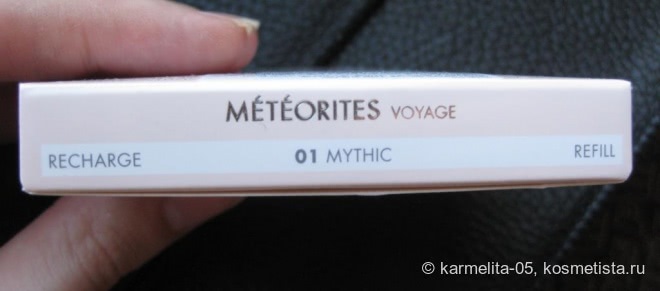 MÉTÉORITES VOYAGE
RECHARGE 01 MYTHIC REFILL
© karmelita-05, kosmetista.ru